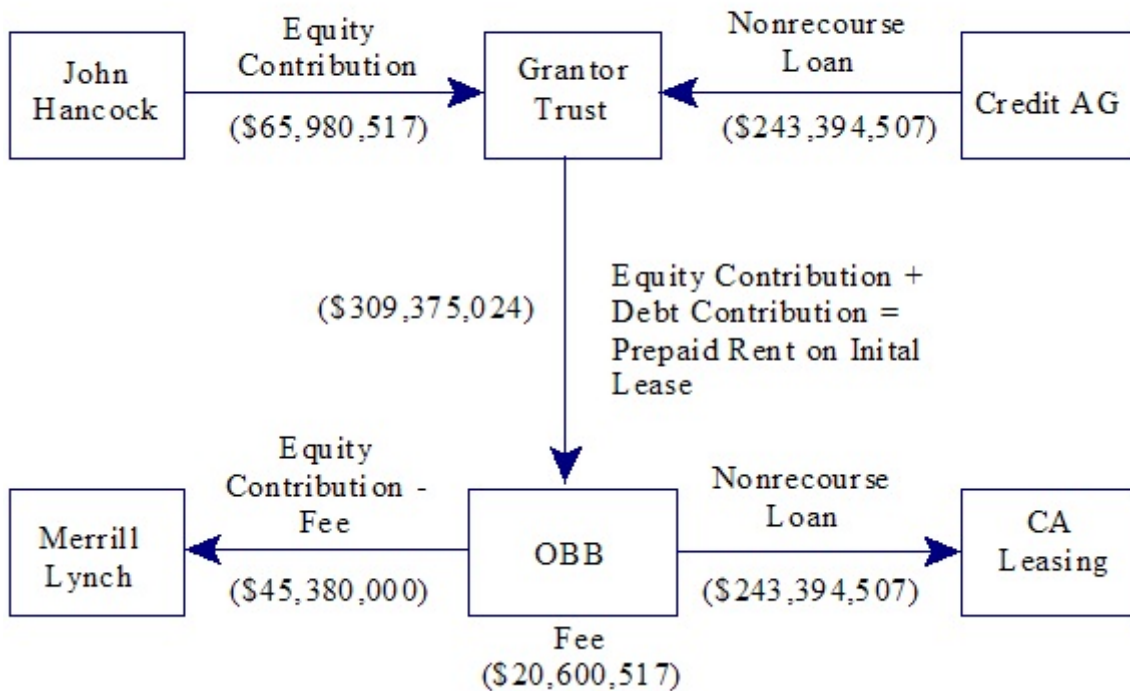 John
Hancock
Equity
Contribution
($65,980,517)
Grantor
Trust
Nonrecourse
Loan
($243,394,507)
Credit AG
($309,375,024)
Equity Contribution +
Debt Contribution =
Prepaid Rent on Inital
Lease
Merrill
Lynch
Equity
Contribution -
Fee
($45,380,000)
OBB
Fee
($20,600,517)
Nonrecourse
Loan
($243,394,507)
CA
Leasing